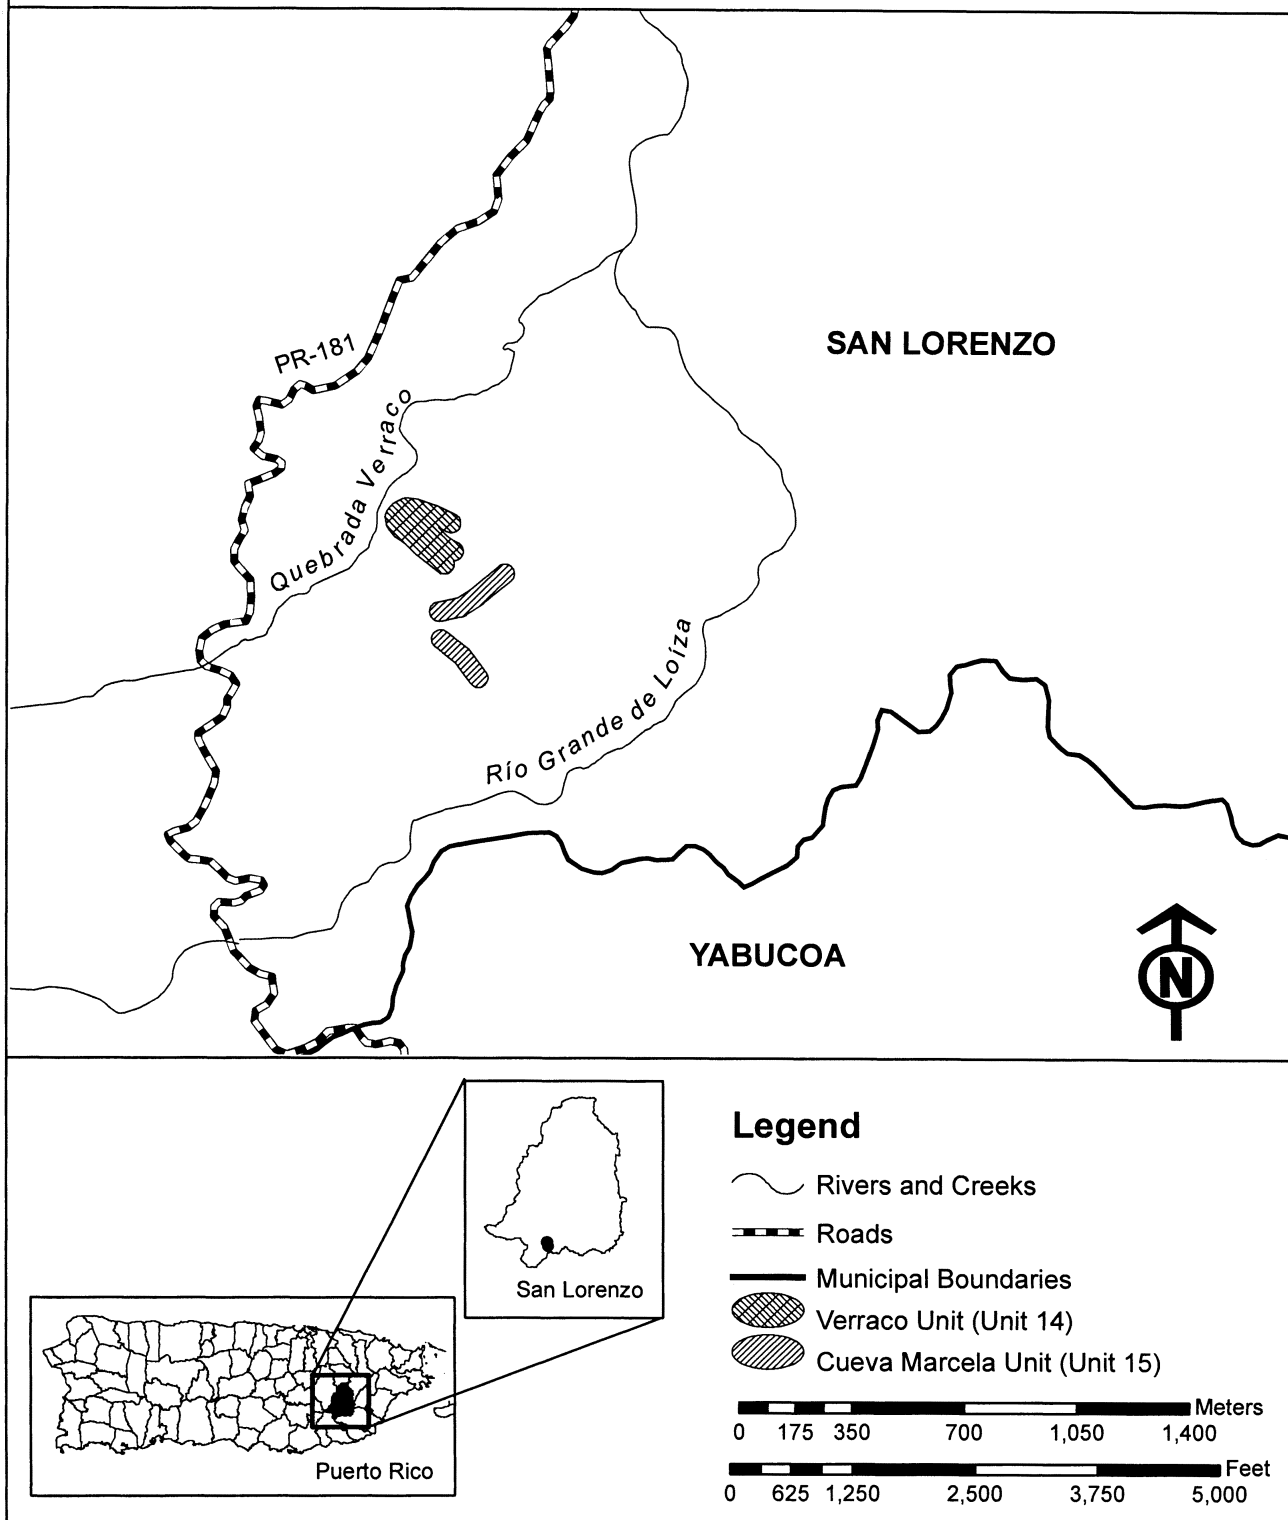 PR-181
SAN LORENZO
Quebrada Verraco
Río Grande de Loíza
YABUCOA
N
Legend
Rivers and Creeks
Roads
Municipal Boundaries
Verraco Unit (Unit 14)
Cueva Marcela Unit (Unit 15)
San Lorenzo
Puerto Rico
Meters
0 175 350 700 1,050 1,400
Feet
0 625 1,250 2,500 3,750 5,000